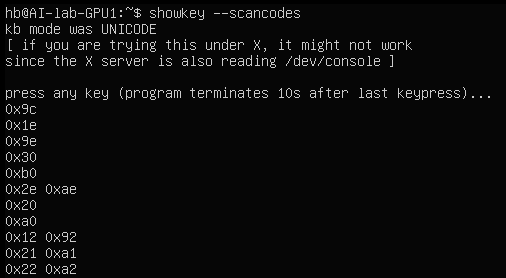 hb@AI-lab-GPU1:~$ showkey --scancodes
kb mode was UNICODE
[ if you are trying this under X, it might not work
since the X server is also reading /dev/console ]
press any key (program terminates 10s after last keypress)...
0x9c
0x1e
0x9e
0x30
0xb0
0x2e 0xae
0x20
0xa0
0x12 0x92
0x21 0xa1
0x22 0xa2